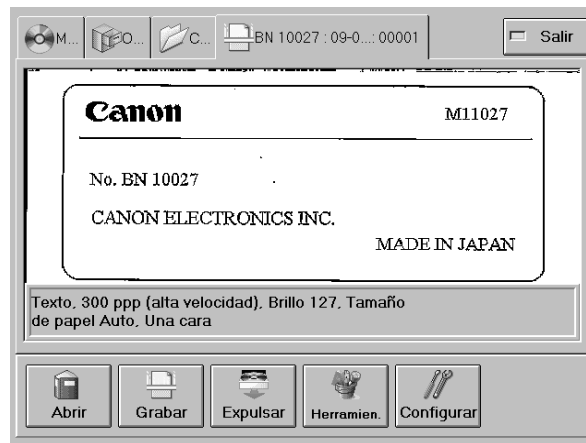 M...
O...
C...
BN 10027 : 09-0...: 00001
Salir
Canon
M11027
No. BN 10027
CANON ELECTRONICS INC.
MADE IN JAPAN
Texto, 300 ppp (alta velocidad), Brillo 127, Tamaño
de papel Auto, Una cara
Abrir
Grabar
Expulsar
Herramien.
Configurar